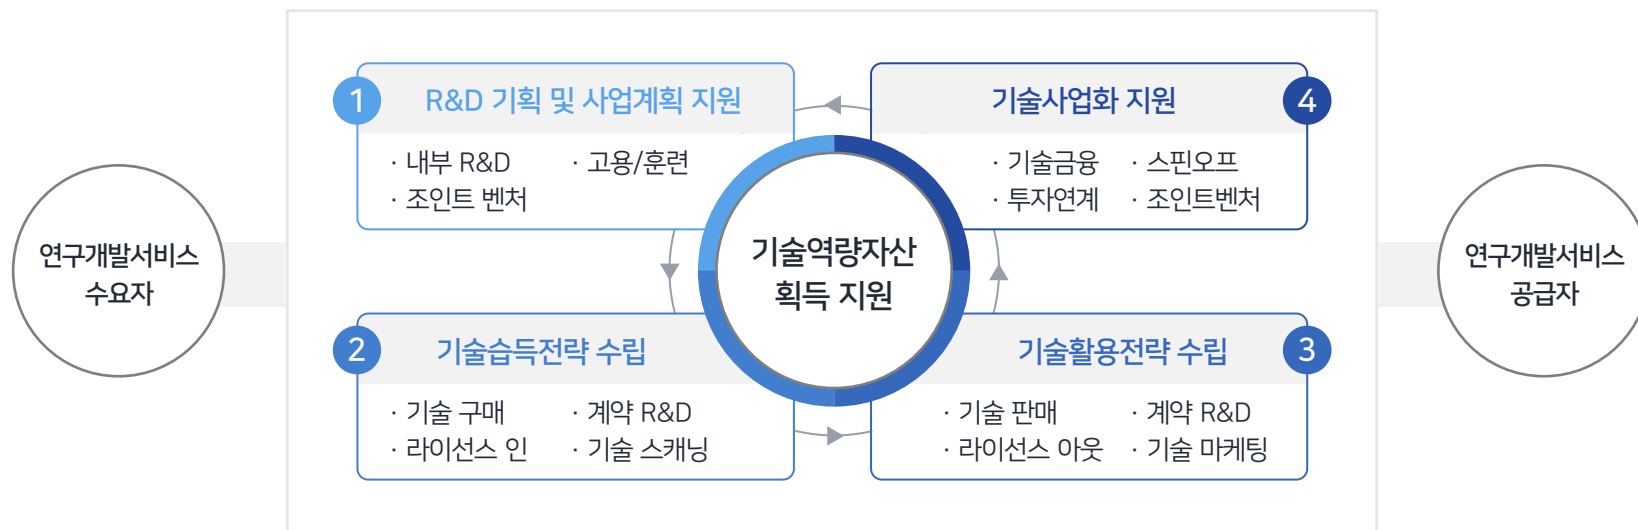 연구개발서비스
수요자
1
R&D 기획 및 사업계획 지원
· 내부 R&D · 고용/훈련
· 조인트 벤처
2
기술습득전략 수립
· 기술 구매 · 계약 R&D
· 라이선스 인 · 기술 스캐닝
기술역량자산
획득 지원
3
기술활용전략 수립
· 기술 판매 · 계약 R&D
· 라이선스 아웃 · 기술 마케팅
4
기술사업화 지원
· 기술금융 · 스핀오프
· 투자연계 · 조인트벤처
연구개발서비스
공급자